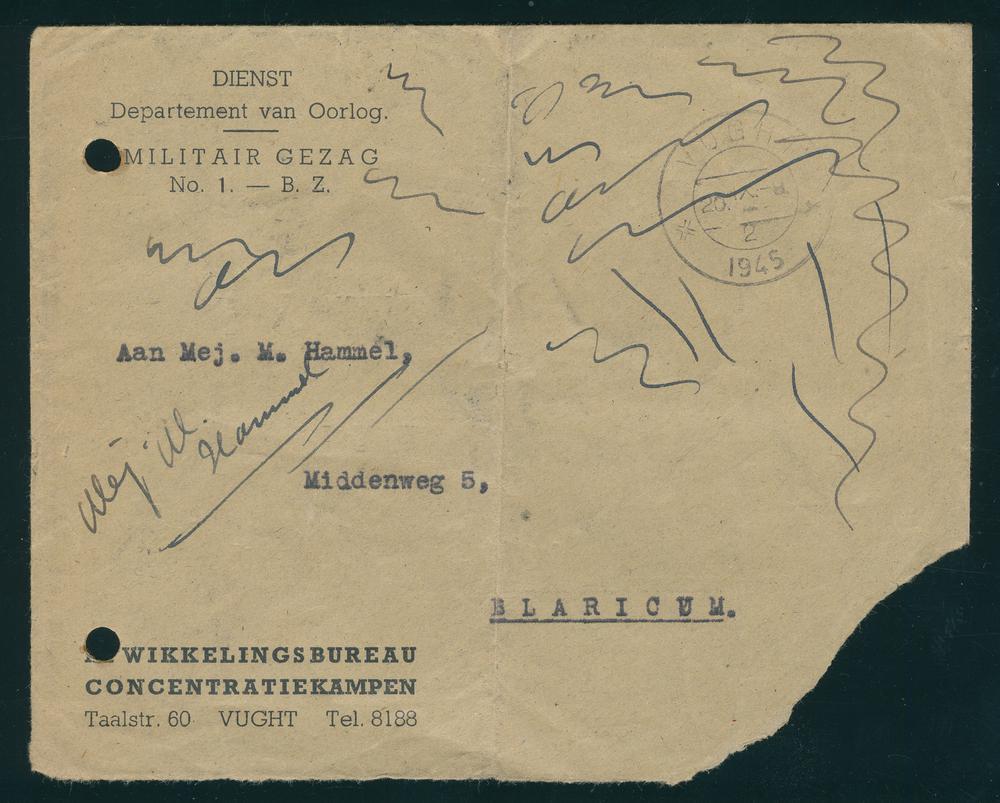 DIENST
Departement van Oorlog.
MILITAIR GEZAG
No. 1. — B. Z.
VUGHT
2
1945
Aan Mej. M. Hammel,
Mej. M. Hammel
Middenweg 5,
BLARICUM.
WIKKELINGSBUREAU
CONCENTRATIEKAMPEN
Taalstr. 60 VUGHT Tel. 8188